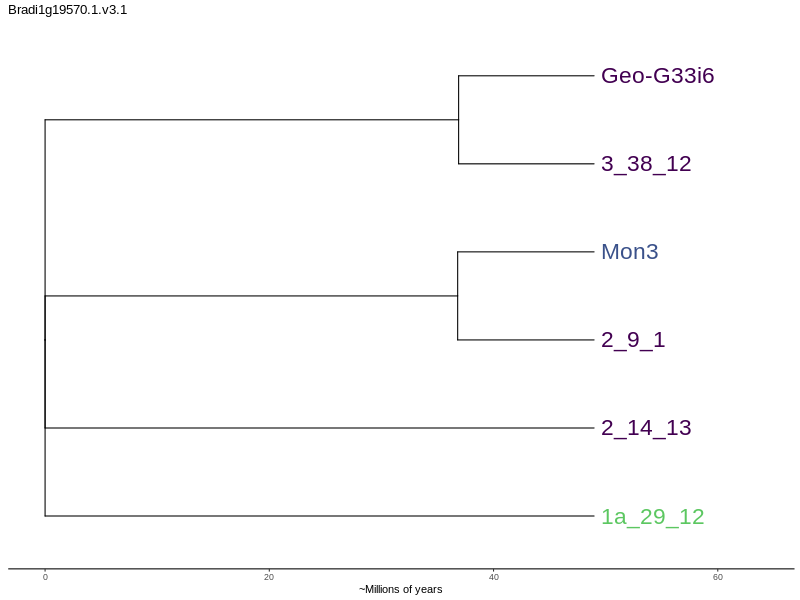 Bradi1g19570.1.v3.1
Geo-G33i6
3_38_12
Mon3
2_9_1
2_14_13
1a_29_12
0 20 40 60
~Millions of years